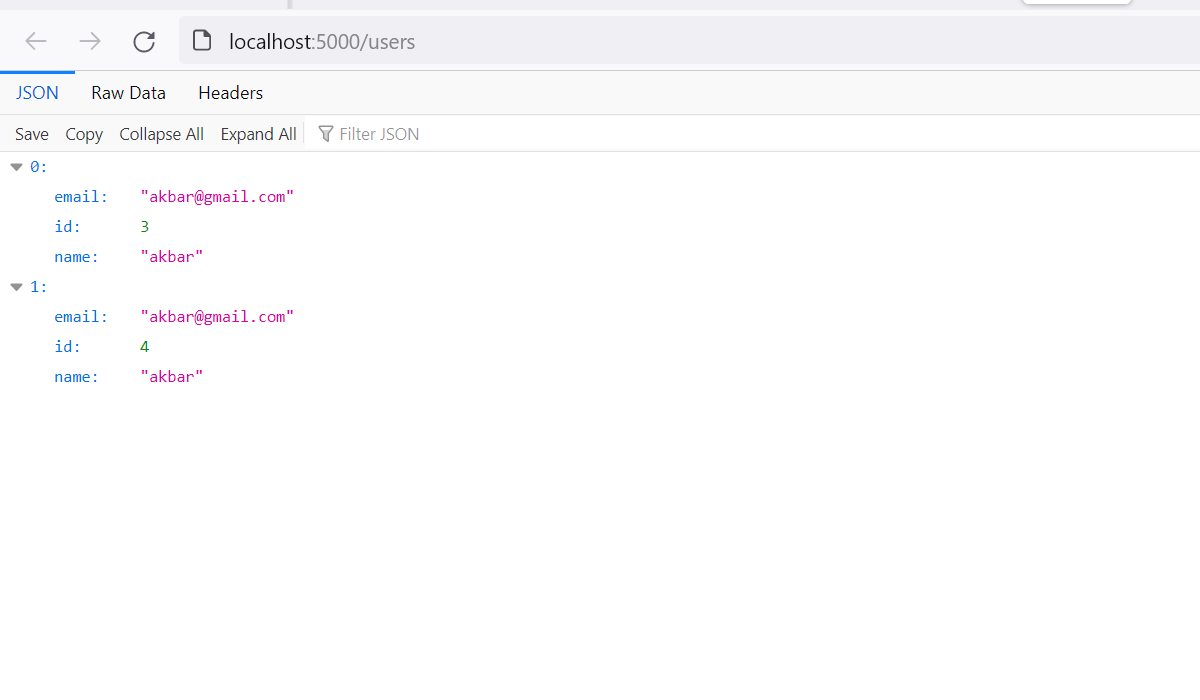 localhost:5000/users
JSON Raw Data Headers
Save Copy Collapse All Expand All Filter JSON
0:
email: "akbar@gmail.com"
id: 3
name: "akbar"
1:
email: "akbar@gmail.com"
id: 4
name: "akbar"